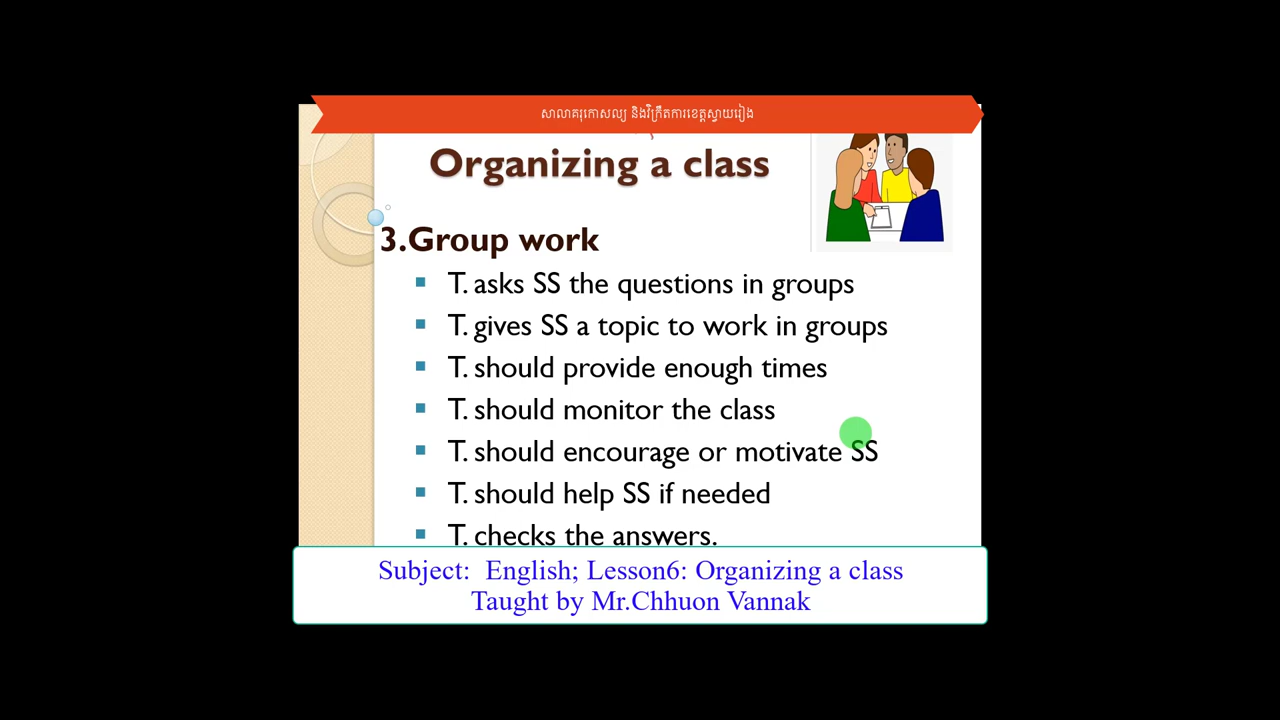 សាលាគរុកោសល្យ និងវិក្រឹតការខេត្តស្វាយរៀង
Organizing a class
3.Group work
▪ T. asks SS the questions in groups
▪ T. gives SS a topic to work in groups
▪ T. should provide enough times
▪ T. should monitor the class
▪ T. should encourage or motivate SS
▪ T. should help SS if needed
▪ T. checks the answers.
Subject: English; Lesson6: Organizing a class
Taught by Mr.Chhuon Vannak